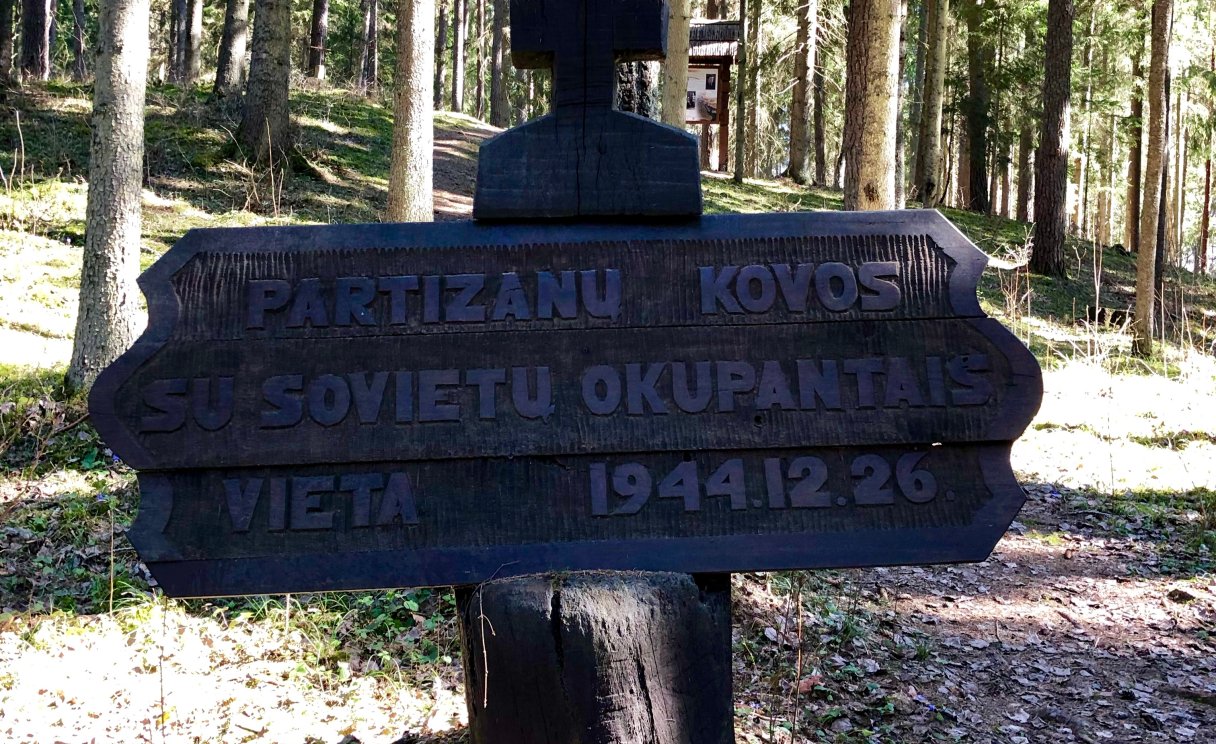 PARTIZANŲ KOVOS
SU SOVIETŲ OKUPANTAIS
VIETA 1944.12.26.